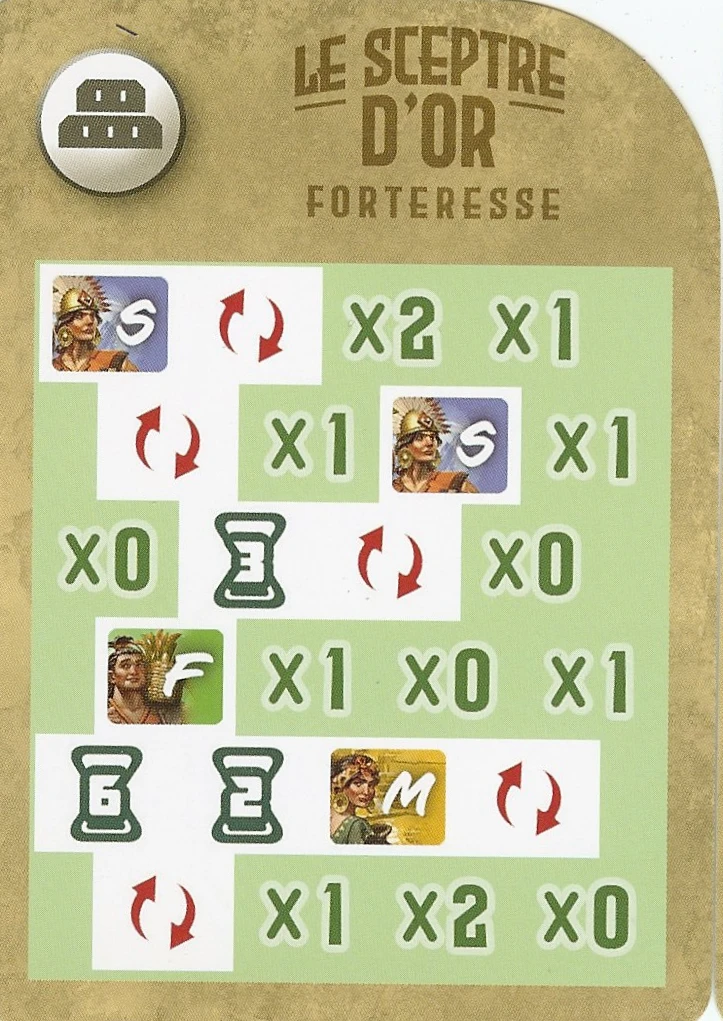 LE SCEPTRE
D'OR
FORTERESSE
S x2 x1
x1 S x1
x0 3 x0
F x1 x0 x1
6 2 M
x1 x2 x0